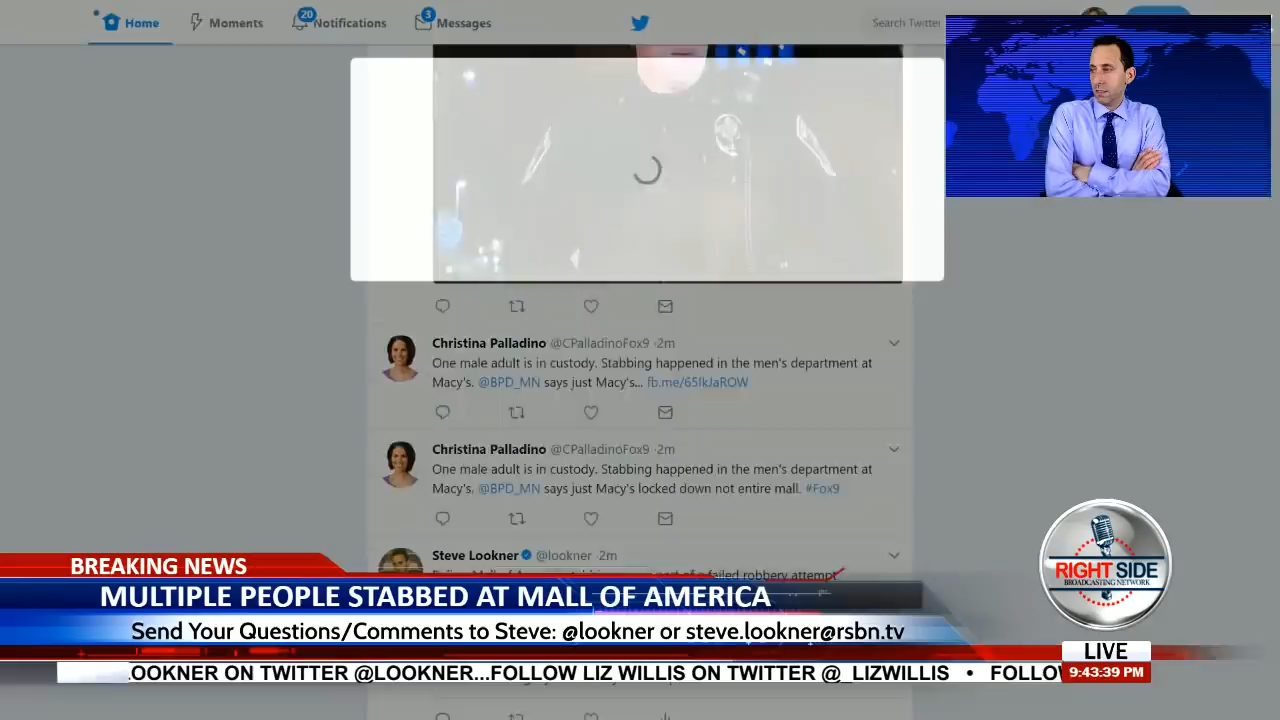 Home
20
Moments
Notifications
3
Messages
Search Twitter
Christina Palladino @CPalladinoFox9 · 2m
One male adult is in custody. Stabbing happened in the men's department at
Macy's. @BPD_MN says just Macy's... fb.me/65IkJaROW
Christina Palladino @CPalladinoFox9 · 2m
One male adult is in custody. Stabbing happened in the men's department at
Macy's. @BPD_MN says just Macy's locked down not entire mall. #Fox9
Steve Lookner @lookner · 2m
failed robbery attempt
BREAKING NEWS
MULTIPLE PEOPLE STABBED AT MALL OF AMERICA
Send Your Questions/Comments to Steve: @lookner or steve.lookner@rsbn.tv
RIGHT SIDE
BROADCASTING NETWORK
LIVE
9:43:39 PM
OOKNER ON TWITTER @LOOKNER...FOLLOW LIZ WILLIS ON TWITTER @_LIZWILLIS • FOLLO